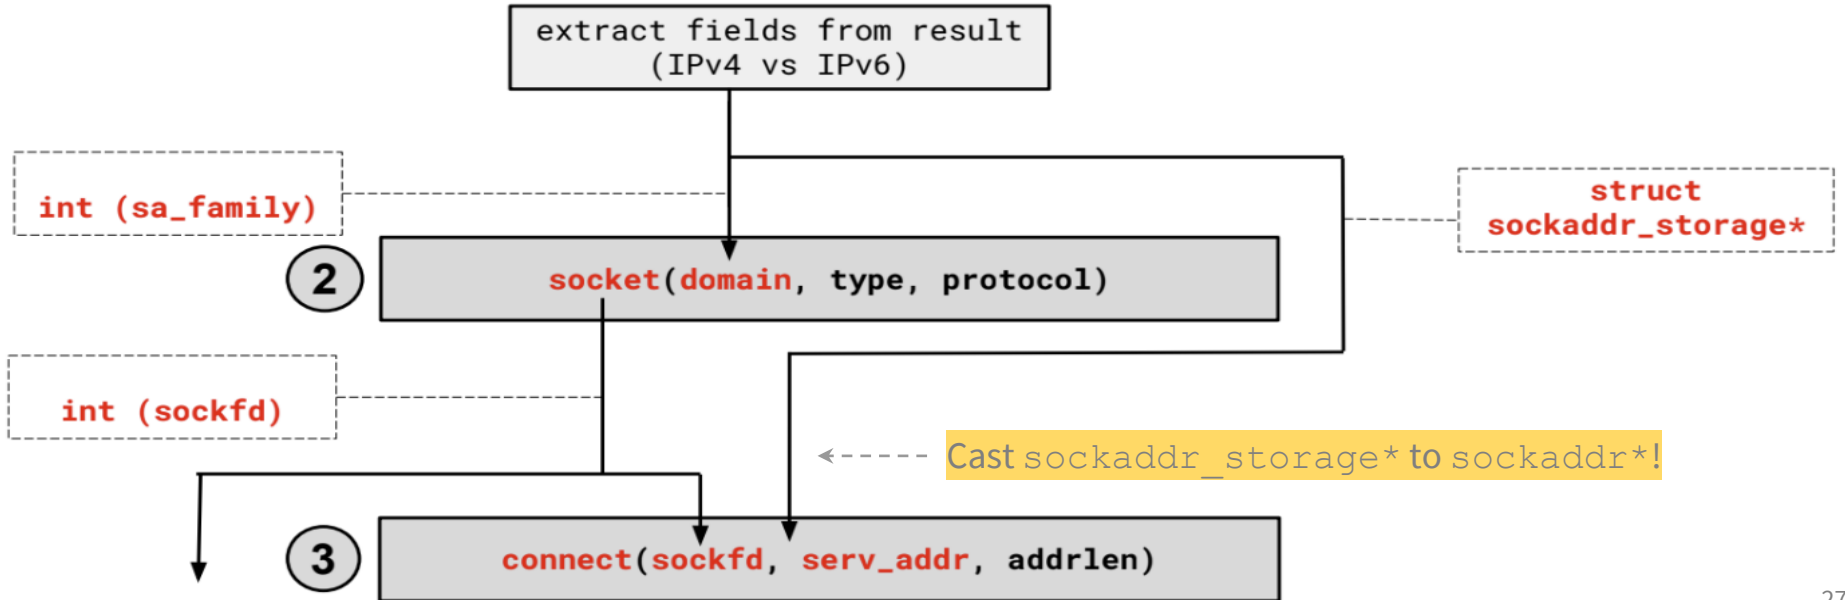 extract fields from result
(IPv4 vs IPv6)
int (sa_family)
struct
sockaddr_storage*
2
socket(domain, type, protocol)
int (sockfd)
Cast sockaddr_storage* to sockaddr*!
3
connect(sockfd, serv_addr, addrlen)
27